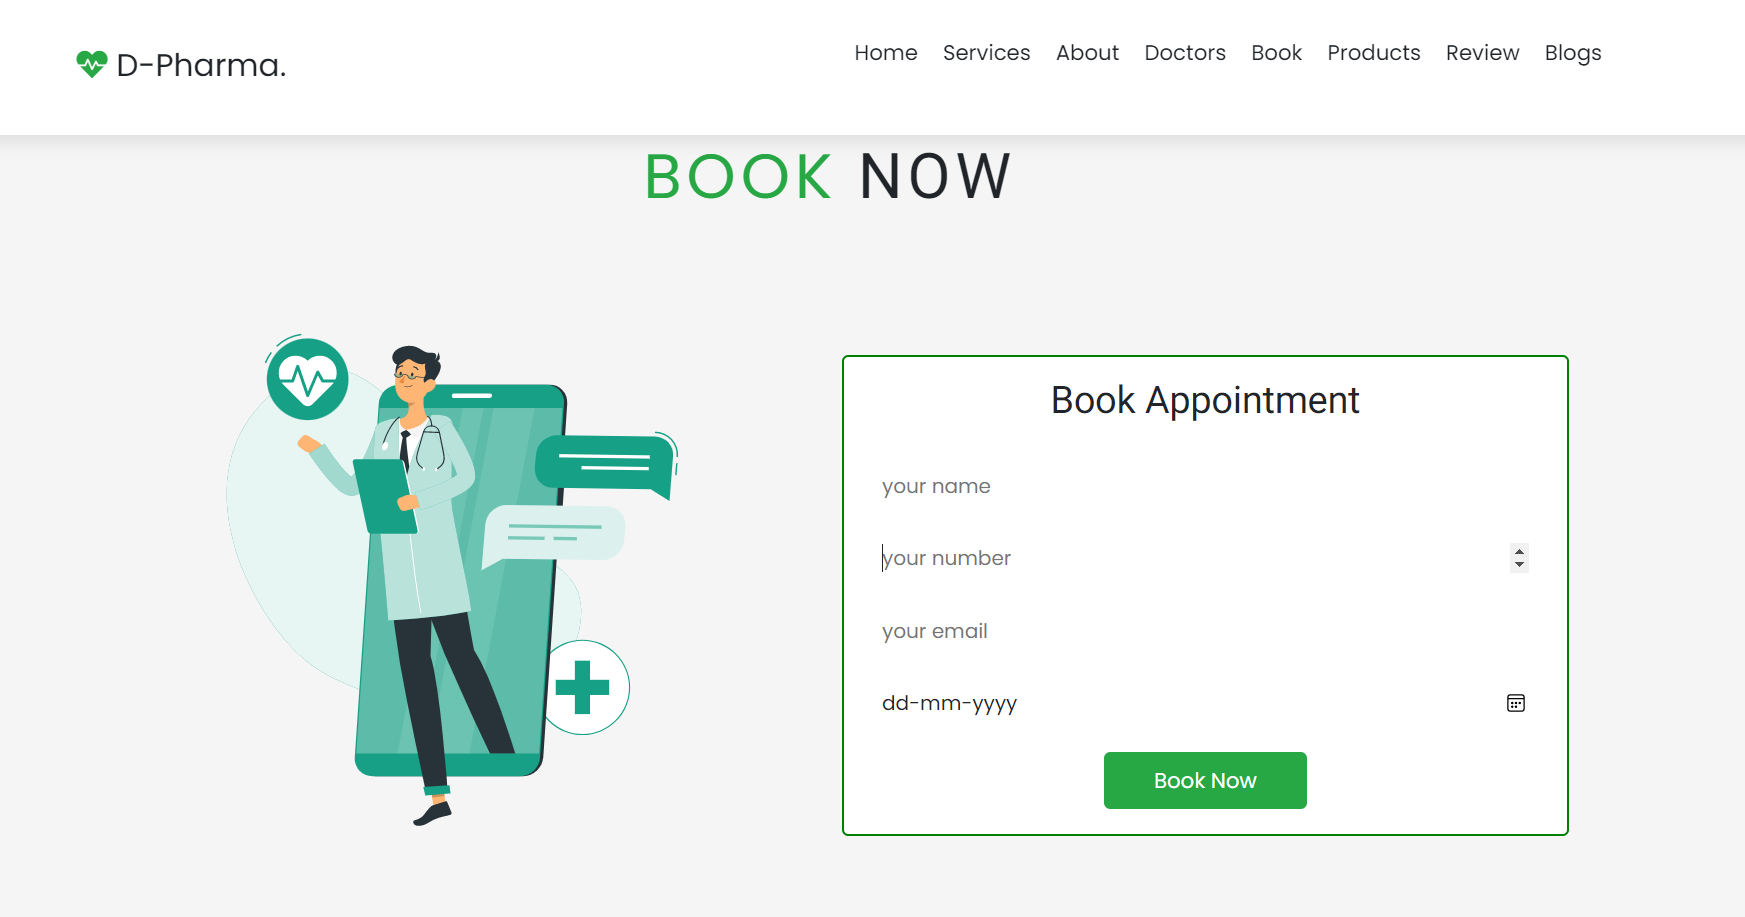 D-Pharma.
Home Services About Doctors Book Products Review Blogs
BOOK NOW
Book Appointment
your name
your number
your email
dd-mm-yyyy
Book Now